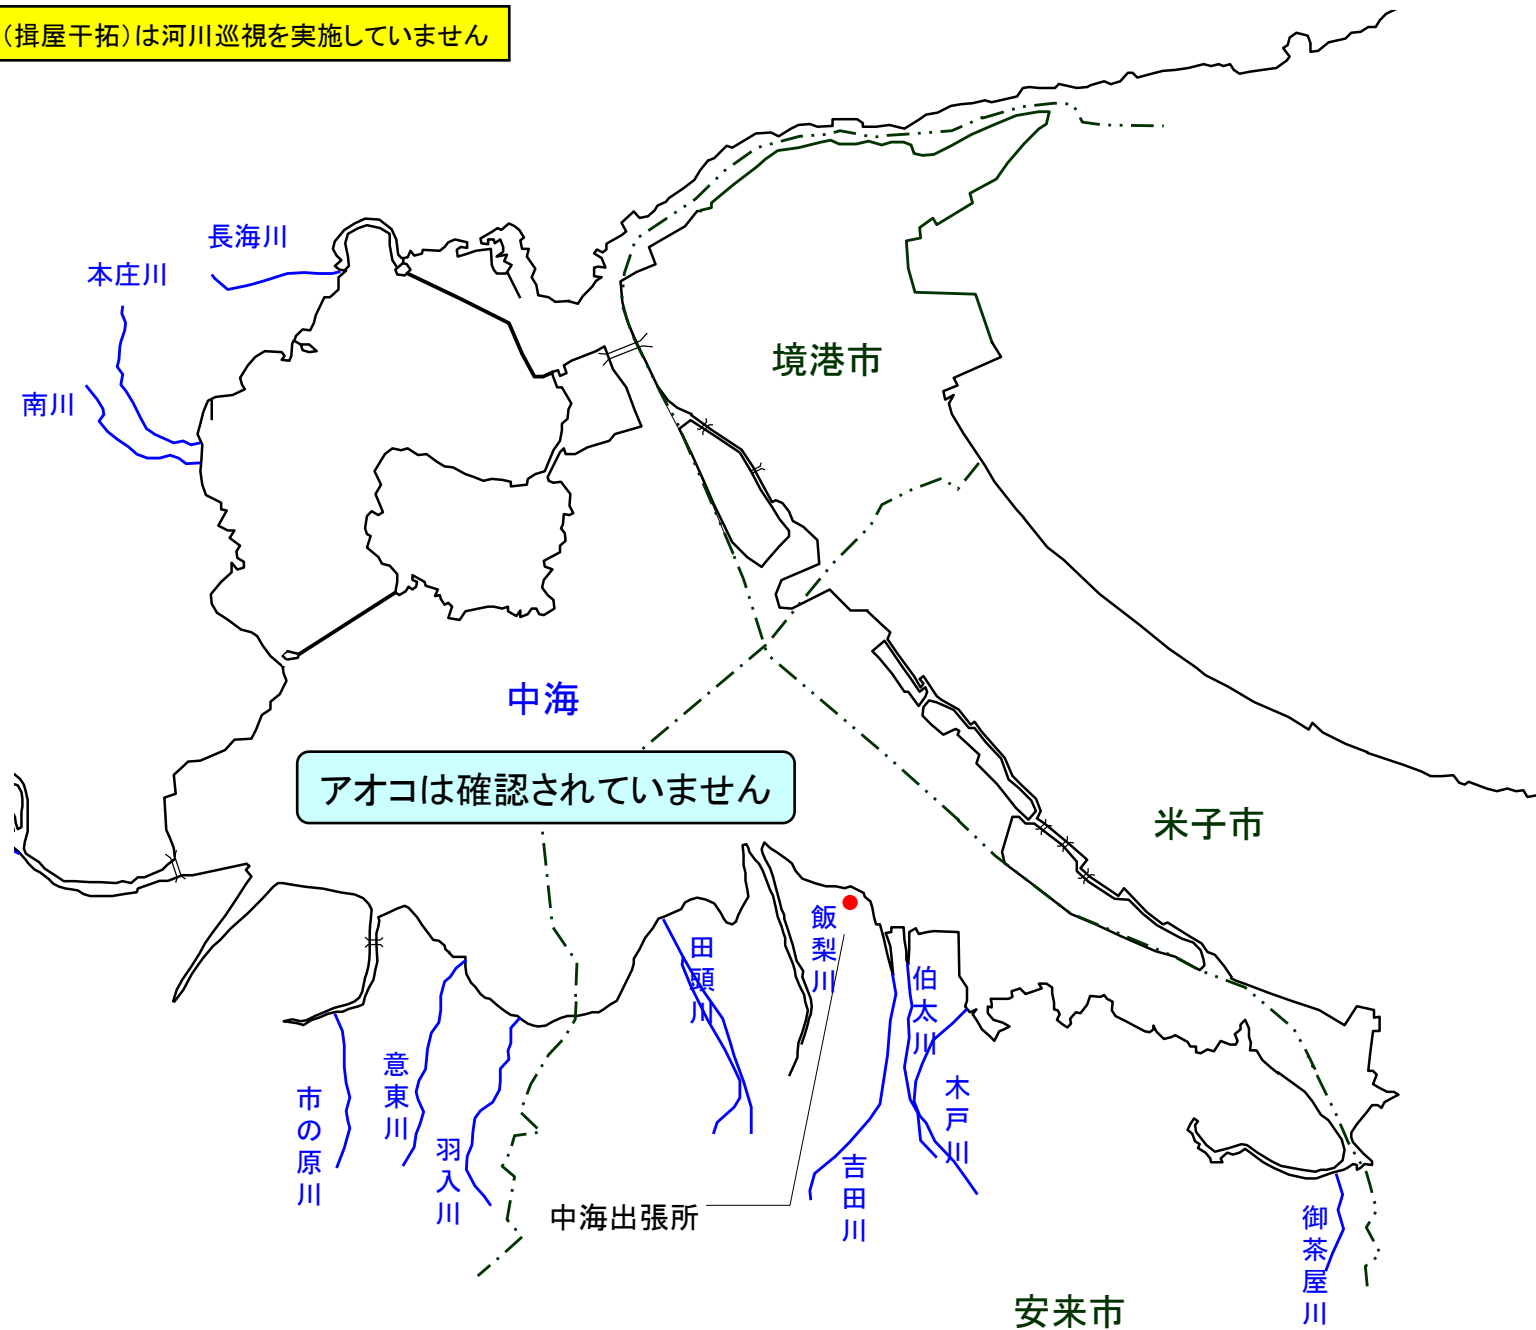 （揖屋干拓）は河川巡視を実施していません
長海川
本庄川
南川
境港市
中海
アオコは確認されていません
米子市
飯梨川
田頭川
伯太川
意東川
木戸川
市の原川
羽入川
吉田川
中海出張所
御茶屋川
安来市